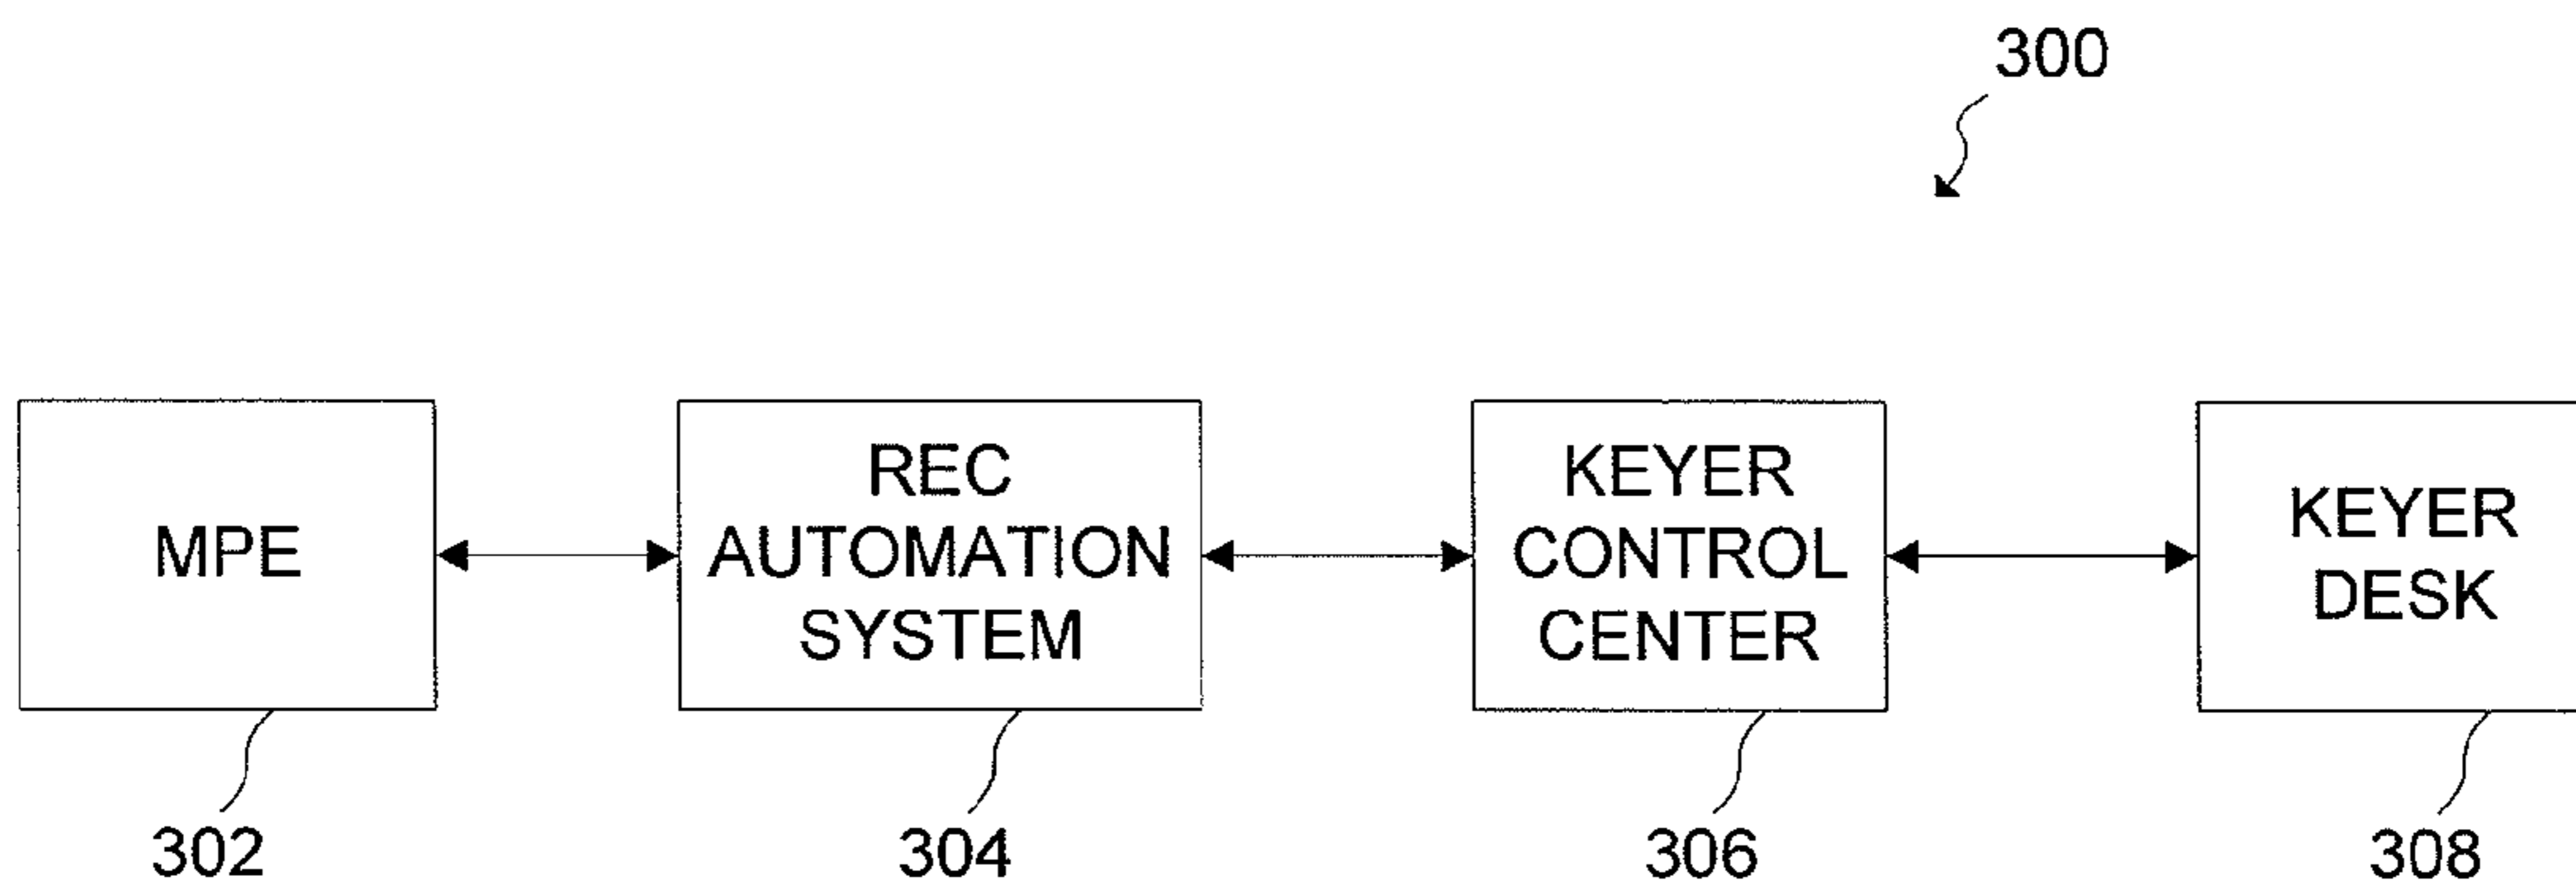 300
MPE
REC
AUTOMATION
SYSTEM
KEYER
CONTROL
CENTER
KEYER
DESK
302
304
306
308